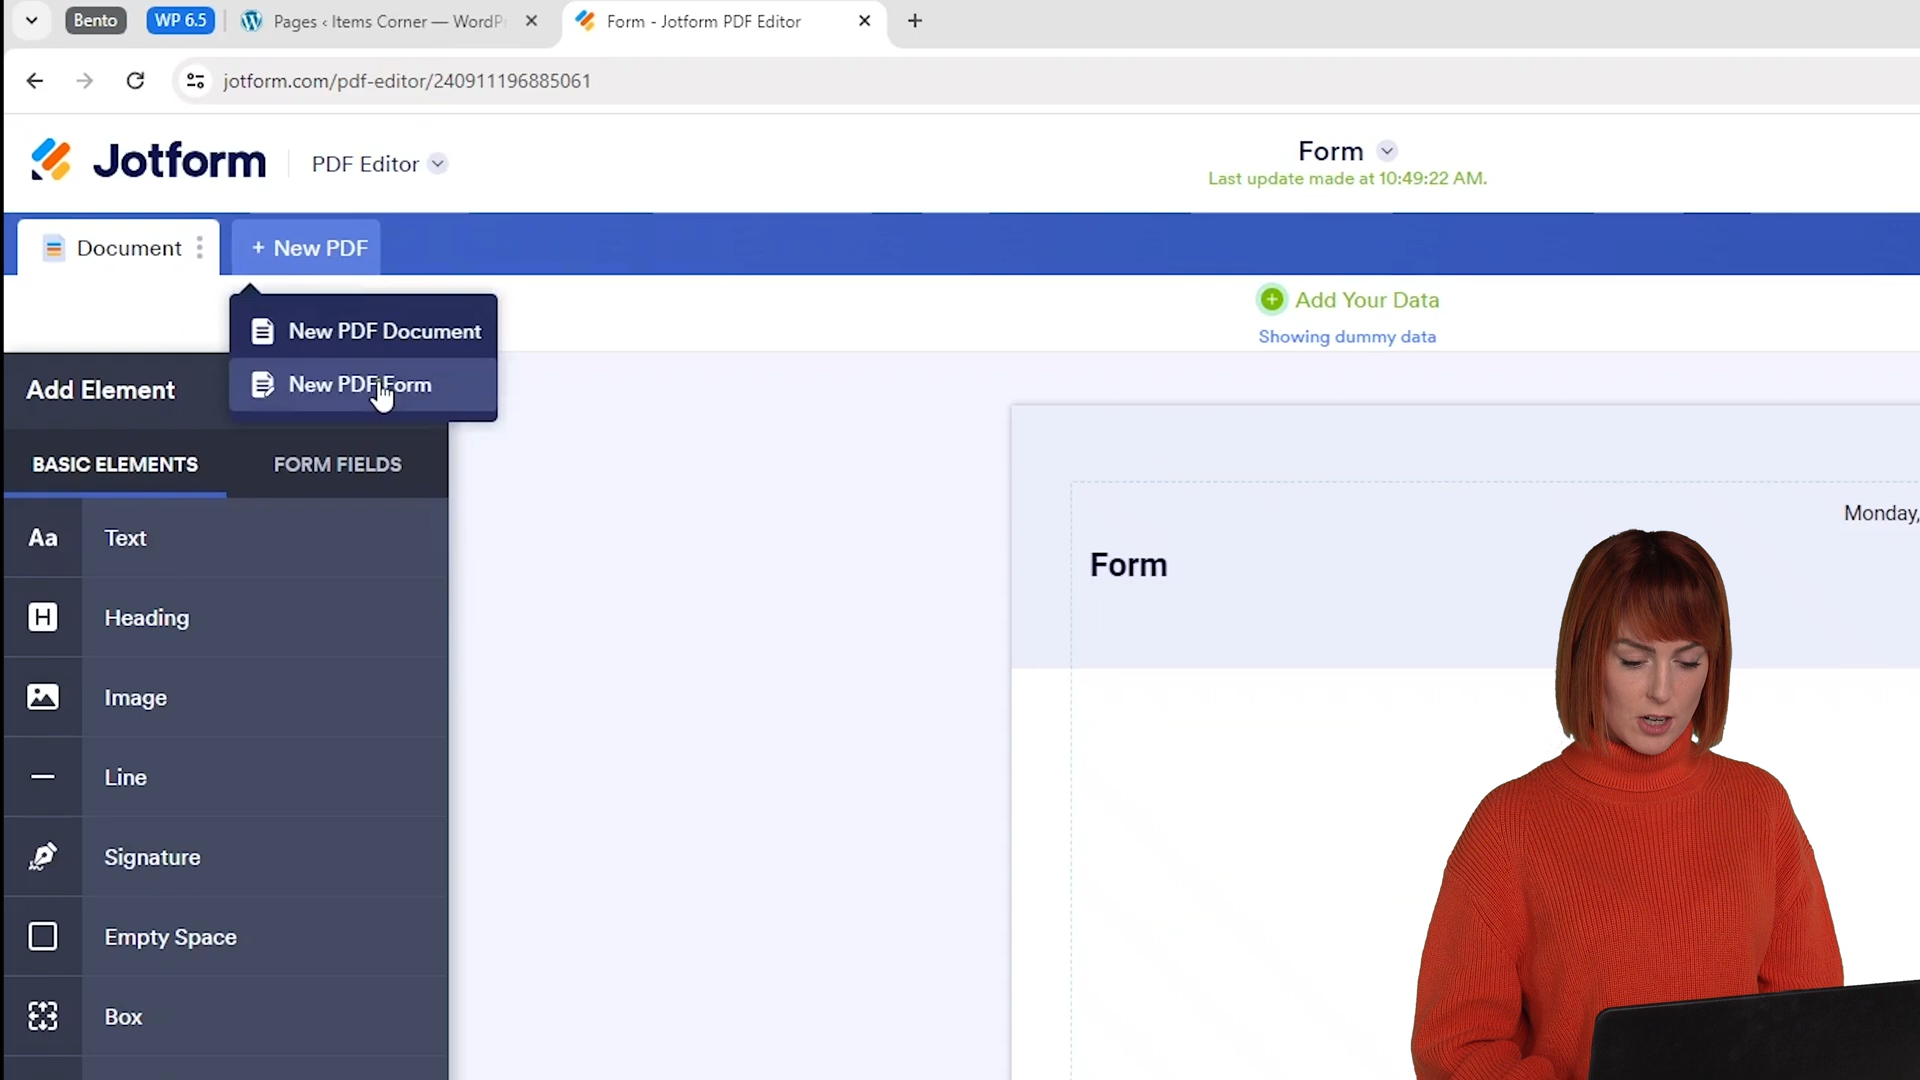 Bento
WP 6.5
Pages ‹ Items Corner — WordP
Form - Jotform PDF Editor
jotform.com/pdf-editor/240911196885061
Jotform
PDF Editor
Form
Last update made at 10:49:22 AM.
Document
+ New PDF
Add Your Data
Showing dummy data
New PDF Document
New PDF Form
Add Element
BASIC ELEMENTS
FORM FIELDS
Aa Text
H Heading
Image
Line
Signature
Empty Space
Box
Monday,
Form